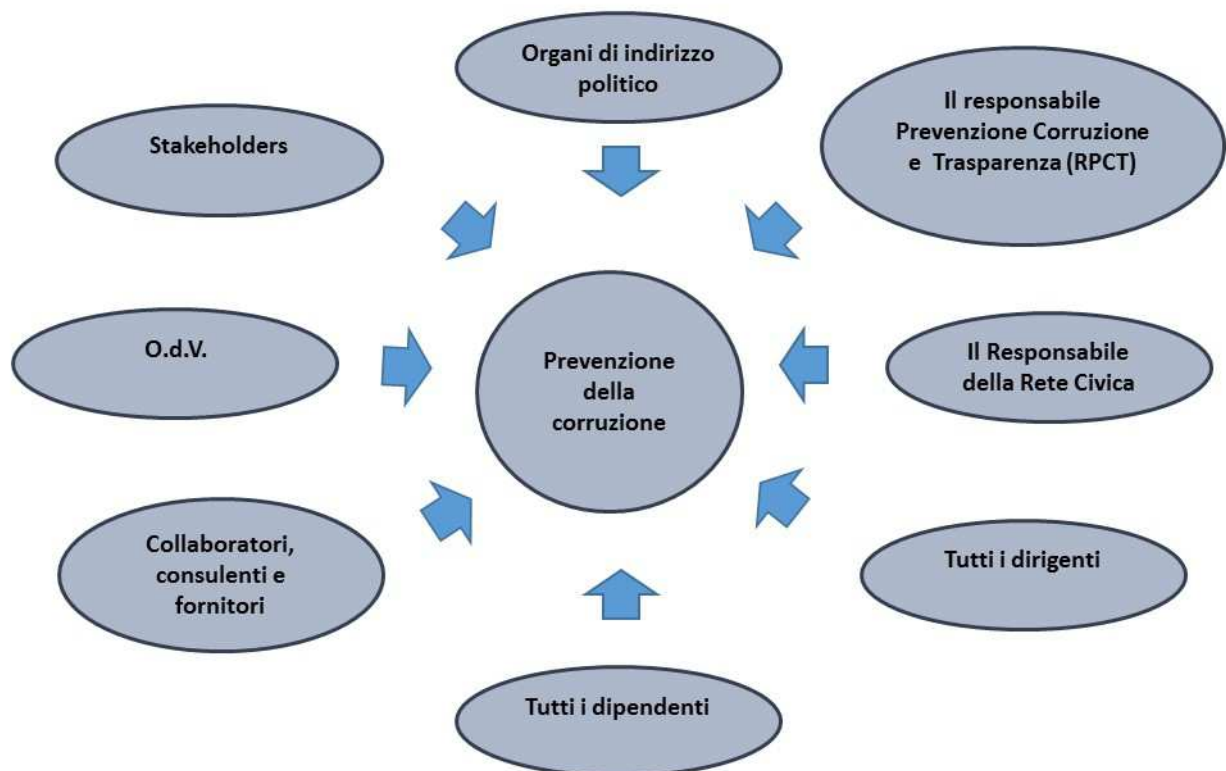 Organi di indirizzo
politico
Il responsabile
Prevenzione Corruzione
e Trasparenza (RPCT)
Stakeholders
O.d.V.
Prevenzione
della
corruzione
Il Responsabile
della Rete Civica
Collaboratori,
consulenti e
fornitori
Tutti i dirigenti
Tutti i dipendenti